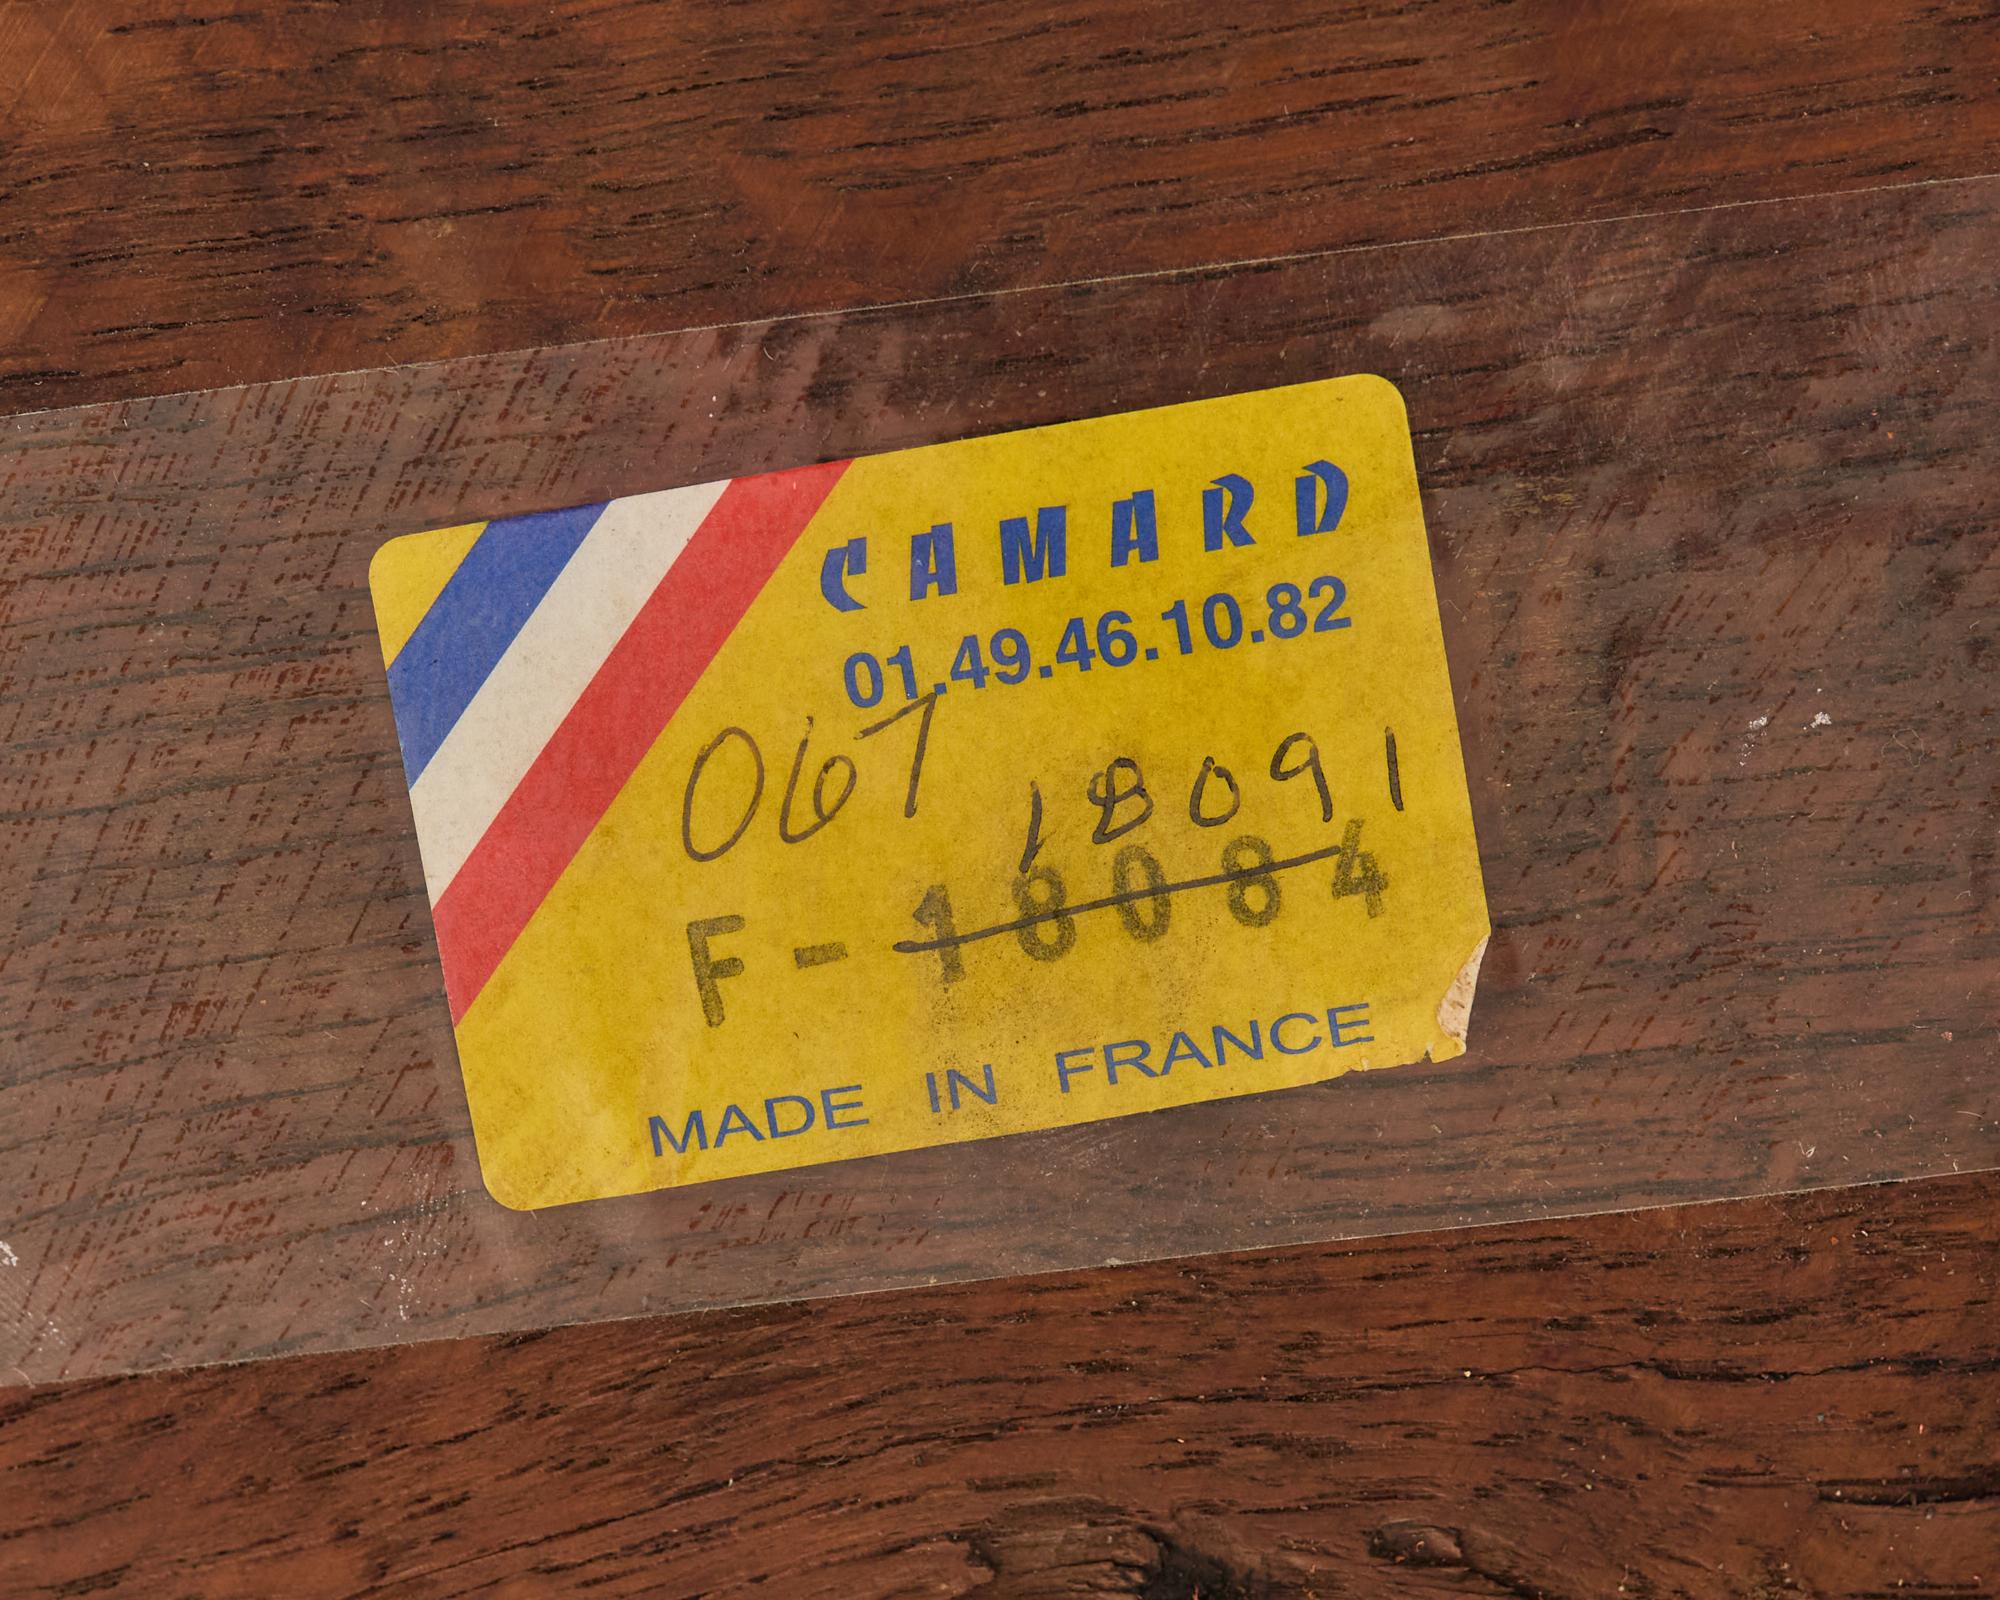 CAMARD
01.49.46.10.82
067
18091
F-18084
MADE IN FRANCE